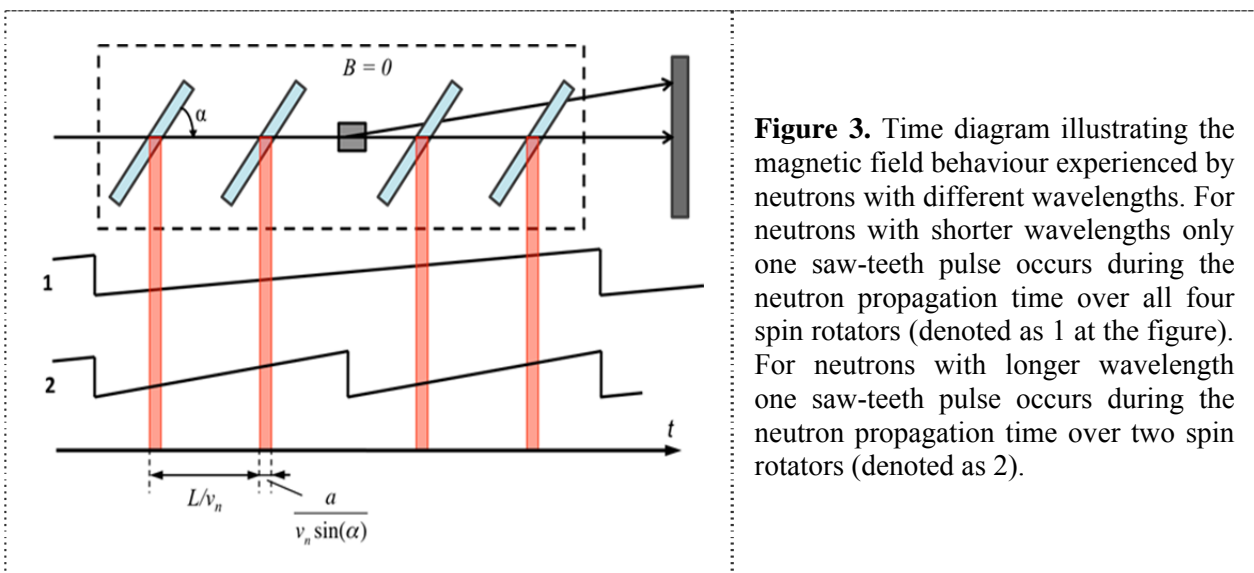 B = 0
α
1
2
t
L/vₙ
a
vₙ sin(α)
Figure 3. Time diagram illustrating the
magnetic field behaviour experienced by
neutrons with different wavelengths. For
neutrons with shorter wavelengths only
one saw-teeth pulse occurs during the
neutron propagation time over all four
spin rotators (denoted as 1 at the figure).
For neutrons with longer wavelength
one saw-teeth pulse occurs during the
neutron propagation time over two spin
rotators (denoted as 2).